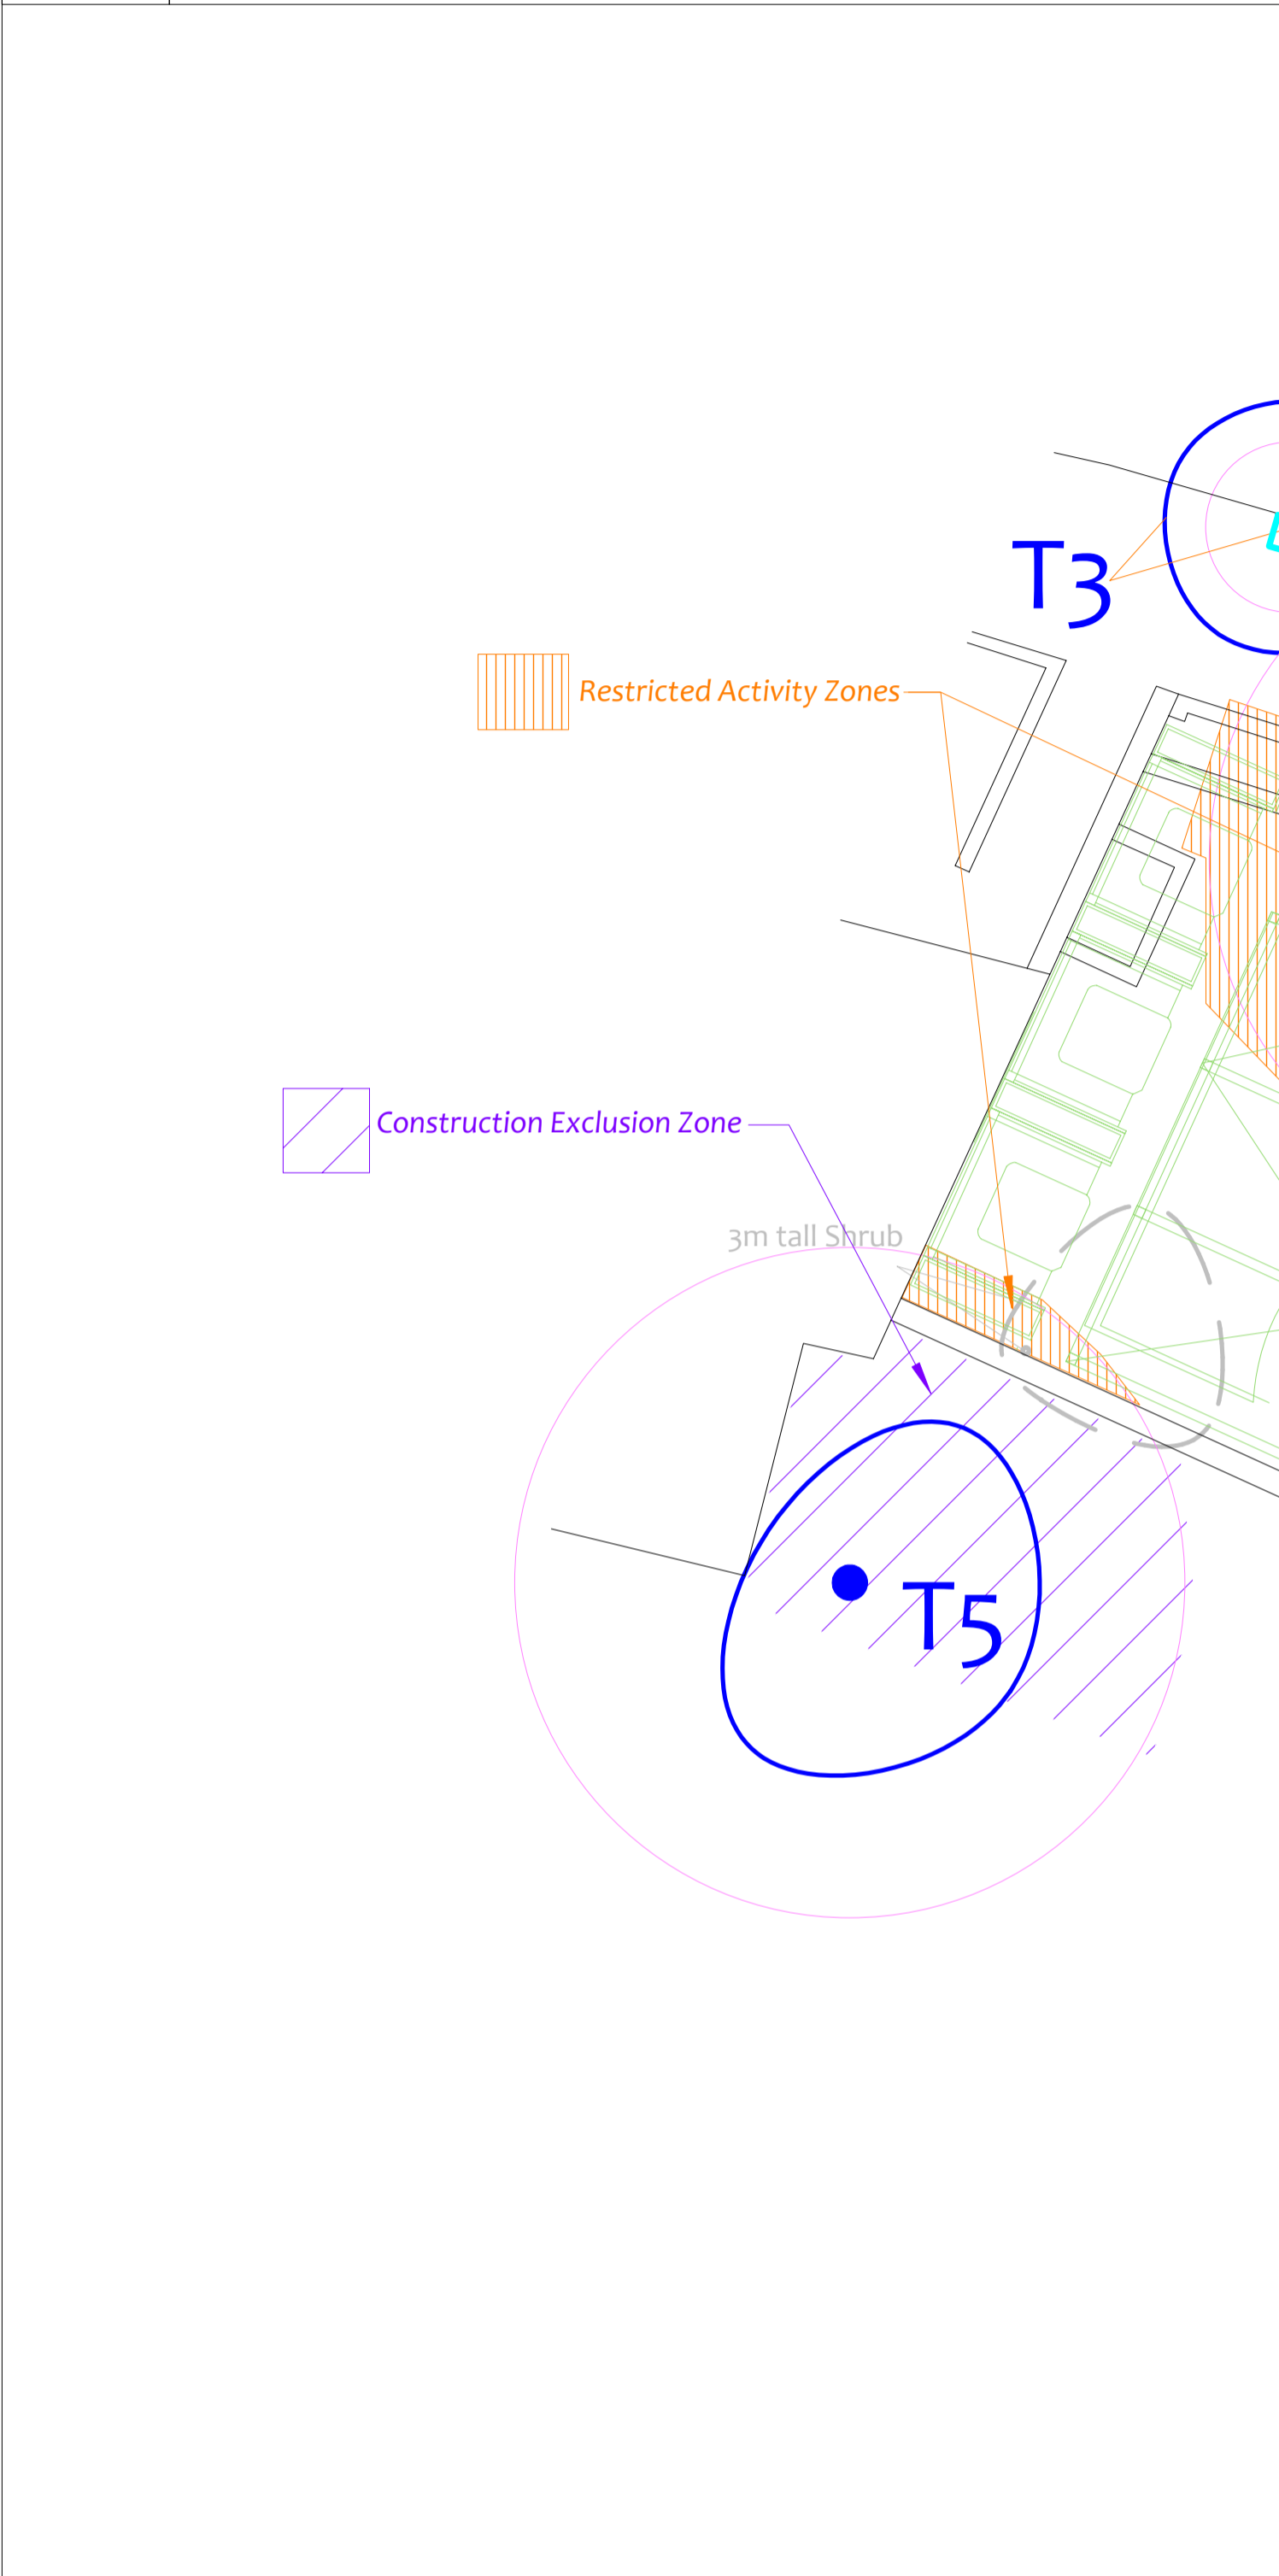 T3
Restricted Activity Zones
Construction Exclusion Zone
3m tall Shrub
T5